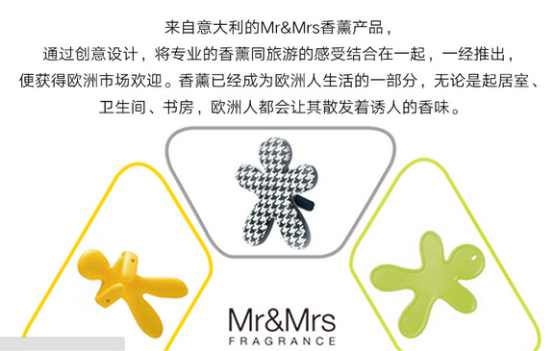 来自意大利的Mr&Mrs香薰产品，
通过创意设计，将专业的香薰同旅游的感受结合在一起，一经推出，
便获得欧洲市场欢迎。香薰已经成为欧洲人生活的一部分，无论是起居室、
卫生间、书房，欧洲人都会让其散发着诱人的香味。
Mr&Mrs
FRAGRANCE